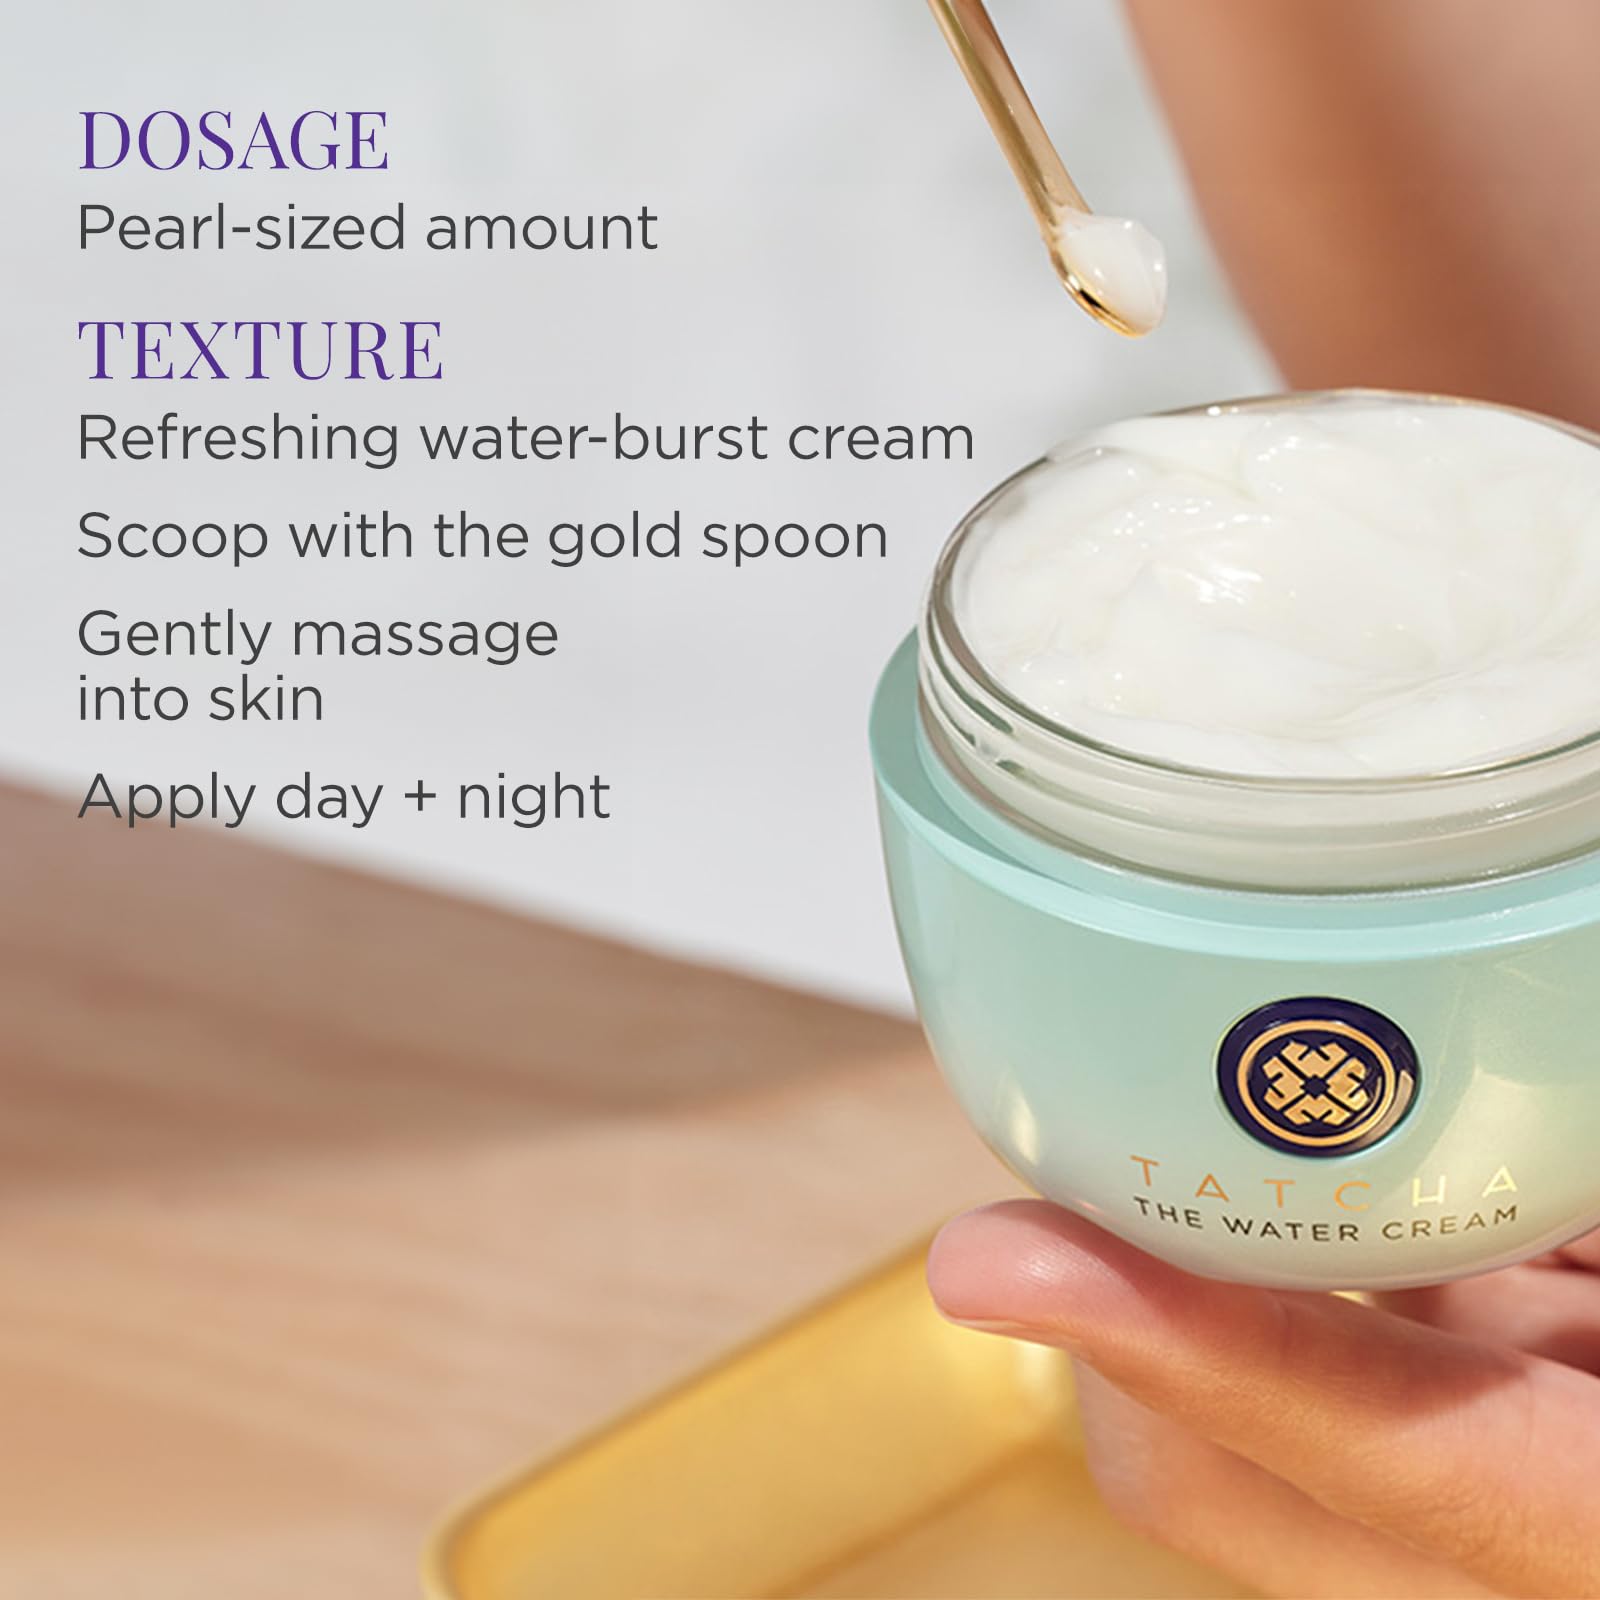 DOSAGE
Pearl-sized amount
TEXTURE
Refreshing water-burst cream
Scoop with the gold spoon
Gently massage
into skin
Apply day + night
TATCHA
THE WATER CREAM